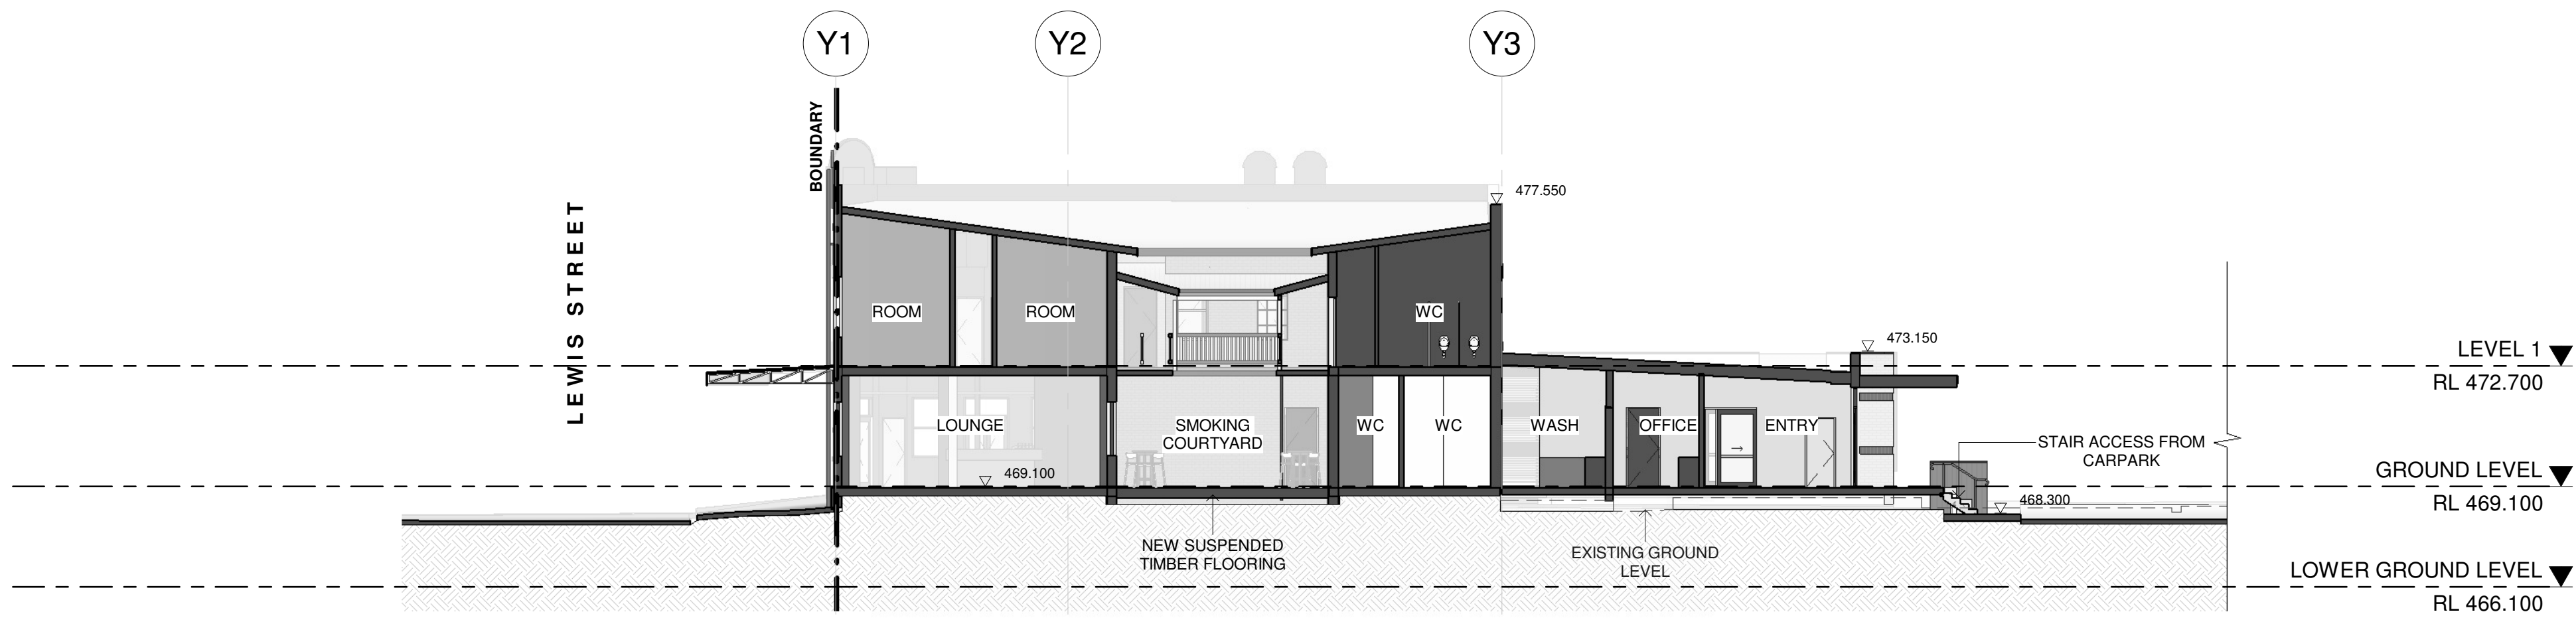 Y1
Y2
Y3
BOUNDARY
LEWIS STREET
477.550
ROOM
ROOM
WC
473.150
LEVEL 1
RL 472.700
LOUNGE
SMOKING
COURTYARD
WC
WC
WASH
OFFICE
ENTRY
STAIR ACCESS FROM
CARPARK
469.100
GROUND LEVEL
RL 469.100
468.300
NEW SUSPENDED
TIMBER FLOORING
EXISTING GROUND
LEVEL
LOWER GROUND LEVEL
RL 466.100